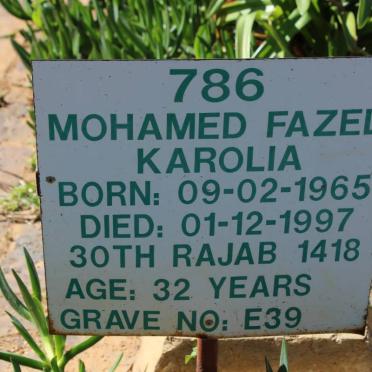 786
MOHAMED FAZEL
KAROLIA
BORN: 09-02-1965
DIED: 01-12-1997
30TH RAJAB 1418
AGE: 32 YEARS
GRAVE NO: E39